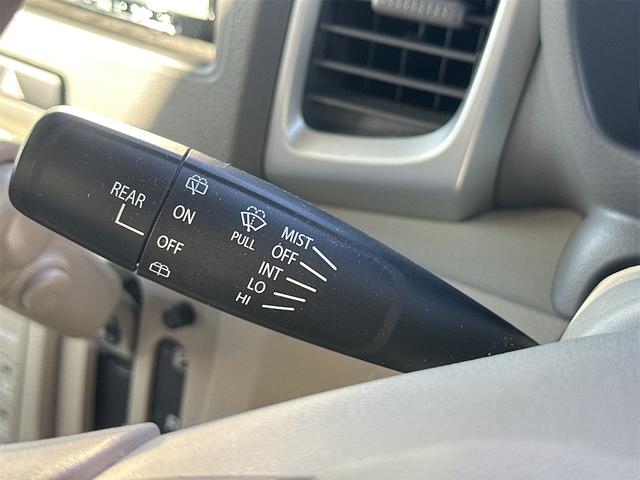 REAR
ON
OFF
PULL
MIST
OFF
INT
LO
HI